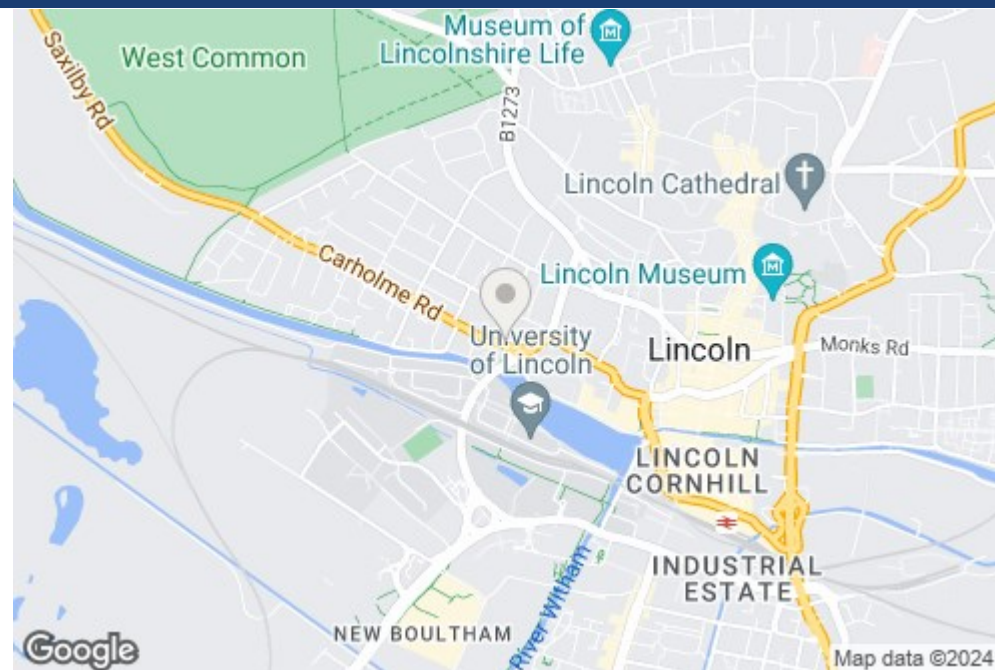 Museum of
Lincolnshire Life
West Common
Saxilby Rd
B1273
Lincoln Cathedral
Carholme Rd
Lincoln Museum
University
of Lincoln
Lincoln
Monks Rd
LINCOLN
CORNHILL
INDUSTRIAL
ESTATE
NEW BOULTHAM
River Witham
Google
Map data ©2024